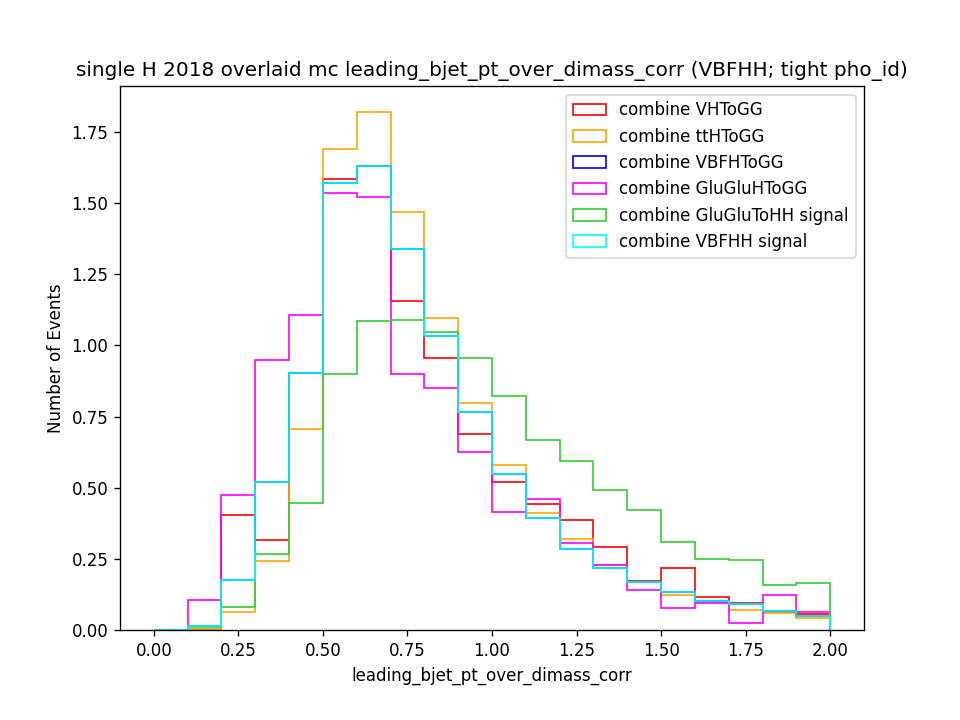 single H 2018 overlaid mc leading_bjet_pt_over_dimass_corr (VBFHH; tight pho_id)
combine VHToGG
combine ttHToGG
combine VBFHToGG
combine GluGluHToGG
combine GluGluToHH signal
combine VBFHH signal
Number of Events
1.75
1.50
1.25
1.00
0.75
0.50
0.25
0.00
0.00 0.25 0.50 0.75 1.00 1.25 1.50 1.75 2.00
leading_bjet_pt_over_dimass_corr